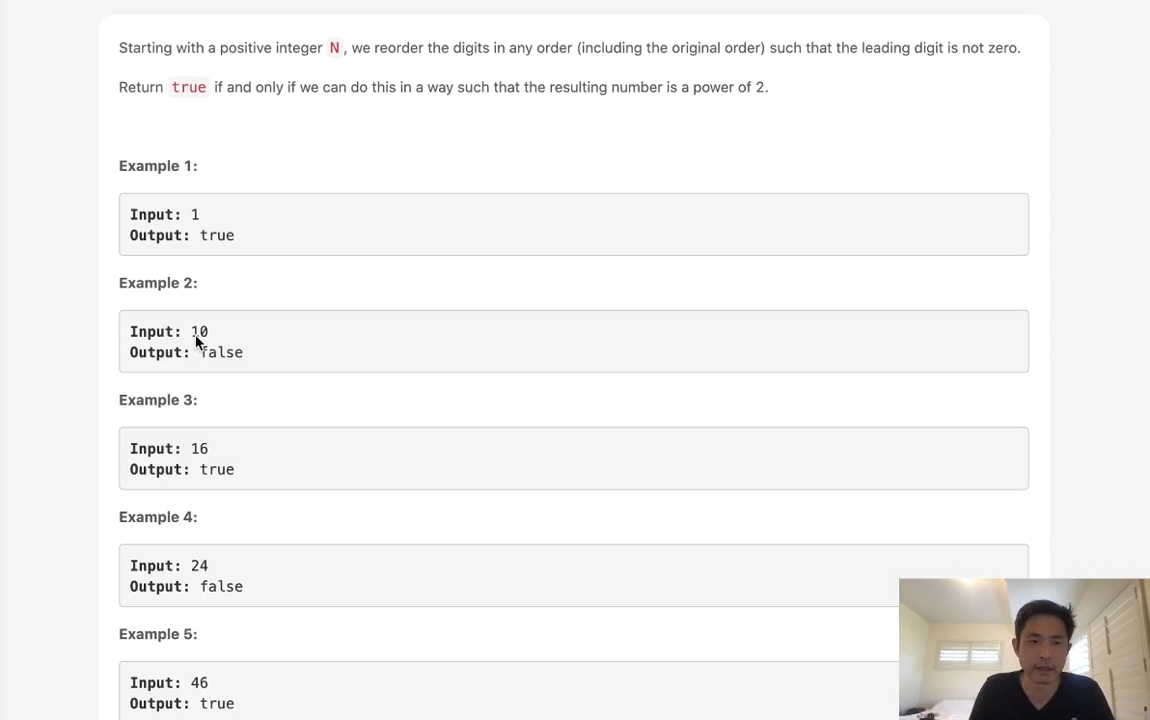 Starting with a positive integer N, we reorder the digits in any order (including the original order) such that the leading digit is not zero.
Return true if and only if we can do this in a way such that the resulting number is a power of 2.
Example 1:
Input: 1
Output: true
Example 2:
Input: 10
Output: false
Example 3:
Input: 16
Output: true
Example 4:
Input: 24
Output: false
Example 5:
Input: 46
Output: true